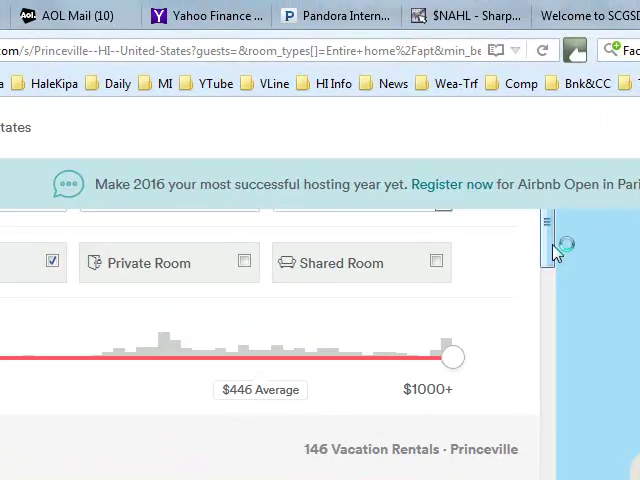 AOL Mail (10)
Yahoo Finance ...
Pandora Intern...
$NAHL - Sharp...
Welcome to SCGSD
com/s/Princeville--HI--United-States?guests=&room_types[]=Entire+home%2Fapt&min_be
Fac
HaleKipa
Daily
MI
YTube
VLine
HI Info
News
Wea-Trf
Comp
Bnk&CC
tates
Make 2016 your most successful hosting year yet. Register now for Airbnb Open in Pari
Private Room
Shared Room
$446 Average
$1000+
146 Vacation Rentals · Princeville